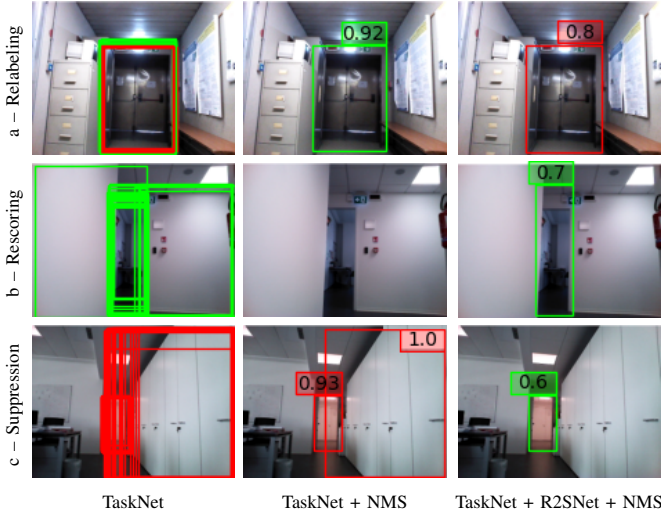 a – Relabeling
0.92
0.8
b – Rescoring
0.7
c – Suppression
0.93
1.0
0.6
TaskNet
TaskNet + NMS
TaskNet + R2SNet + NMS